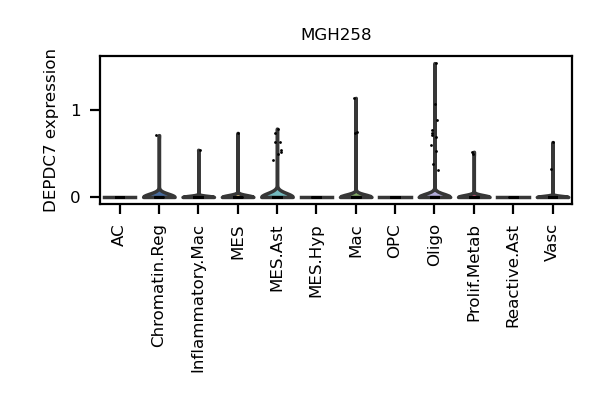 MGH258
DEPDC7 expression
1
0
AC
Chromatin.Reg
Inflammatory.Mac
MES
MES.Ast
MES.Hyp
Mac
OPC
Oligo
Prolif.Metab
Reactive.Ast
Vasc